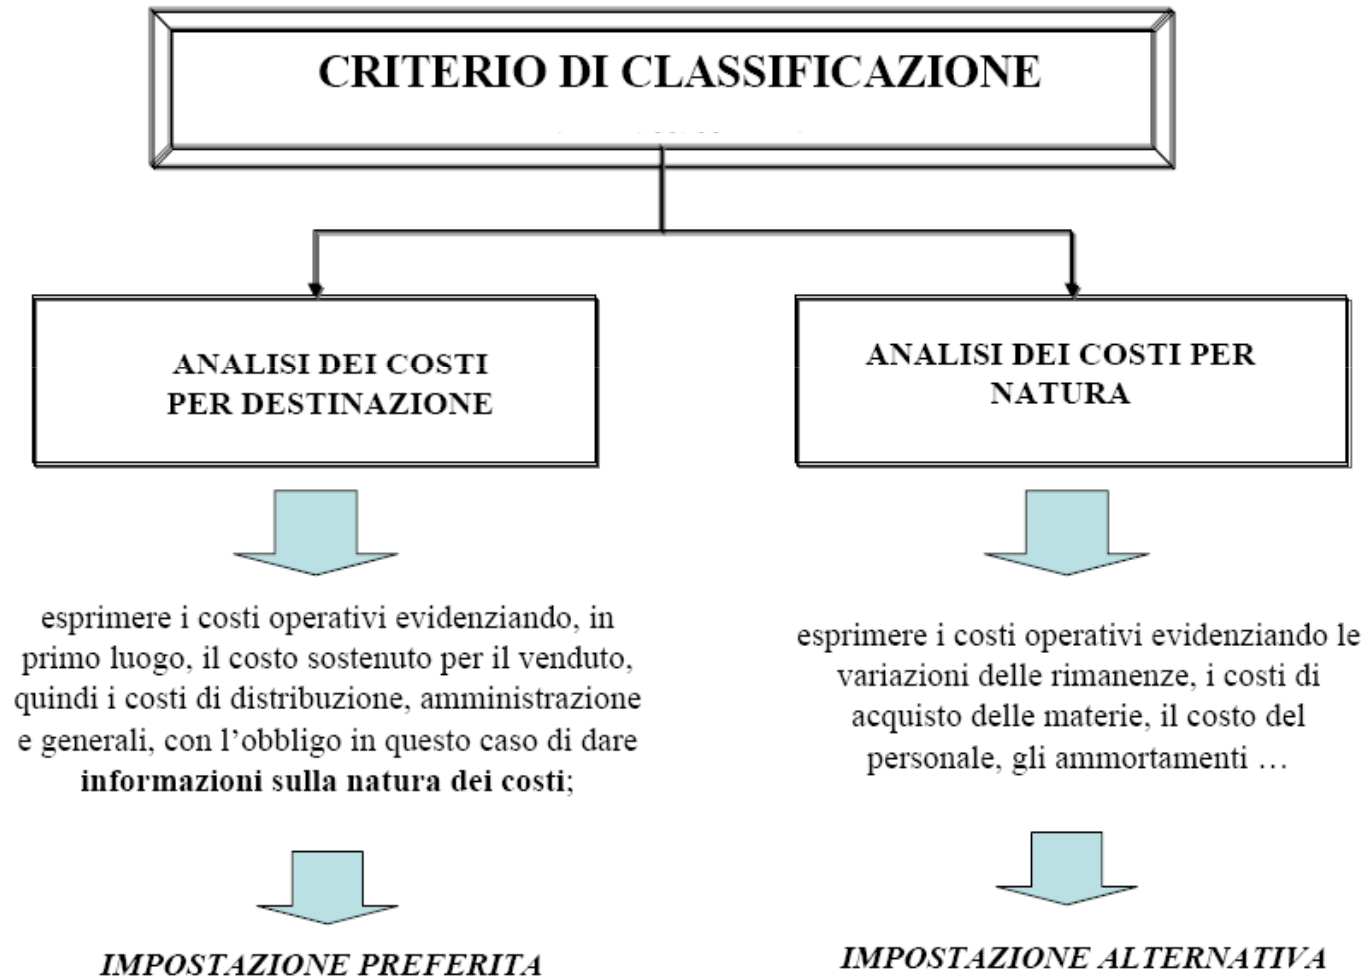 CRITERIO DI CLASSIFICAZIONE
ANALISI DEI COSTI
PER DESTINAZIONE
esprimere i costi operativi evidenziando, in
primo luogo, il costo sostenuto per il venduto,
quindi i costi di distribuzione, amministrazione
e generali, con l’obbligo in questo caso di dare
informazioni sulla natura dei costi;
IMPOSTAZIONE PREFERITA
ANALISI DEI COSTI PER
NATURA
esprimere i costi operativi evidenziando le
variazioni delle rimanenze, i costi di
acquisto delle materie, il costo del
personale, gli ammortamenti …
IMPOSTAZIONE ALTERNATIVA